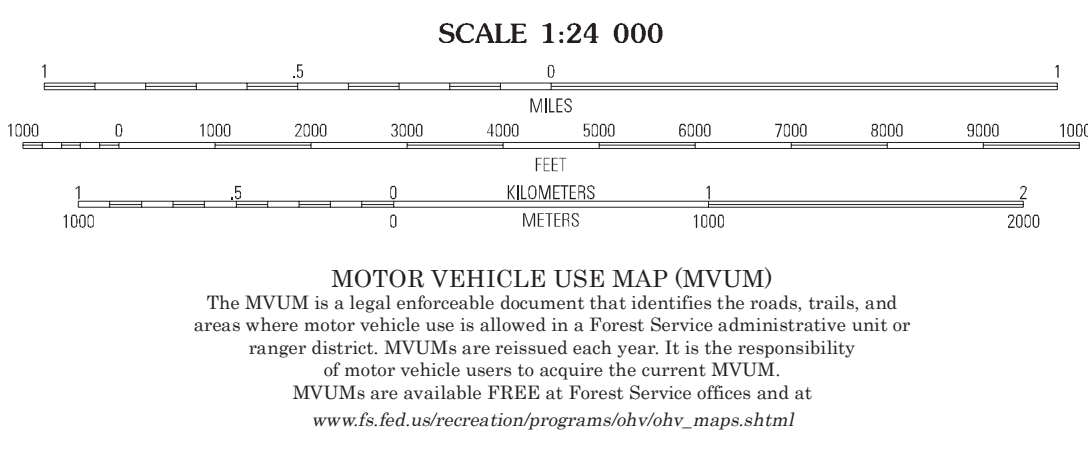 SCALE 1:24 000
1 .5 0 1
MILES
1000 0 1000 2000 3000 4000 5000 6000 7000 8000 9000 1000
FEET
1 .5 0 KILOMETERS 1 2
1000 0 METERS 1000 2000
MOTOR VEHICLE USE MAP (MVUM)
The MVUM is a legal enforceable document that identifies the roads, trails, and
areas where motor vehicle use is allowed in a Forest Service administrative unit or
ranger district. MVUMs are reissued each year. It is the responsibility
of motor vehicle users to acquire the current MVUM.
MVUMs are available FREE at Forest Service offices and at
www.fs.fed.us/recreation/programs/ohv/ohv_maps.shtml